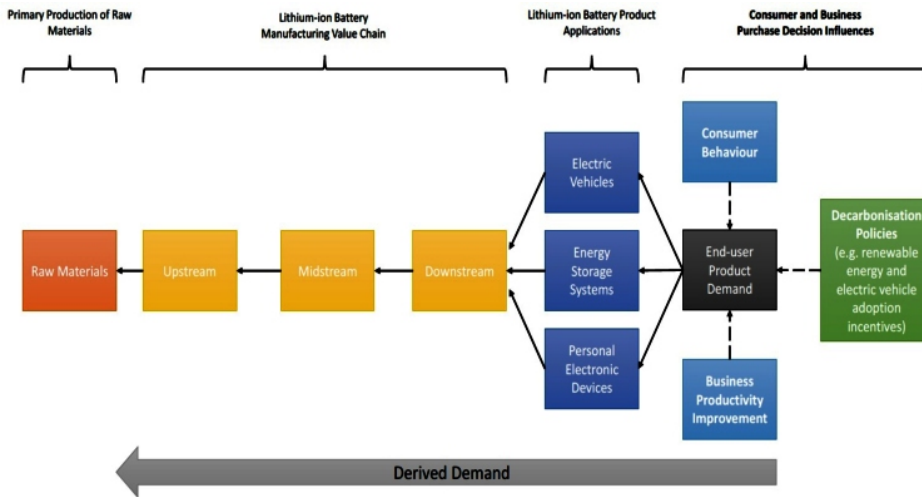 Primary Production of Raw
Materials
Lithium-ion Battery
Manufacturing Value Chain
Lithium-ion Battery Product
Applications
Consumer and Business
Purchase Decision Influences
Consumer
Behaviour
Electric
Vehicles
Decarbonisation
Policies
(e.g. renewable
energy and
electric vehicle
adoption
incentives)
Raw Materials
Upstream
Midstream
Downstream
Energy
Storage
Systems
End-user
Product
Demand
Personal
Electronic
Devices
Business
Productivity
Improvement
Derived Demand